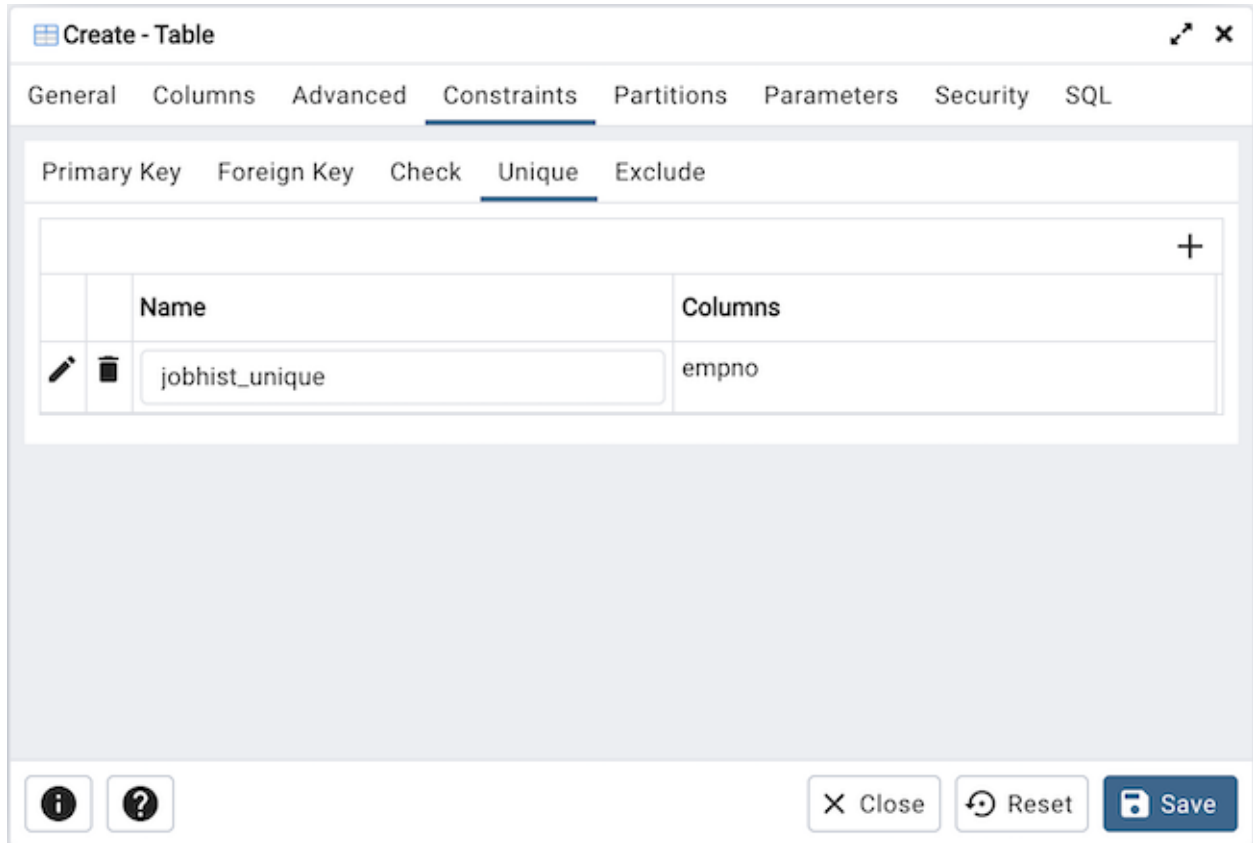 Create - Table
General Columns Advanced Constraints Partitions Parameters Security SQL
Primary Key Foreign Key Check Unique Exclude
Name Columns
jobhist_unique empno
Close Reset Save